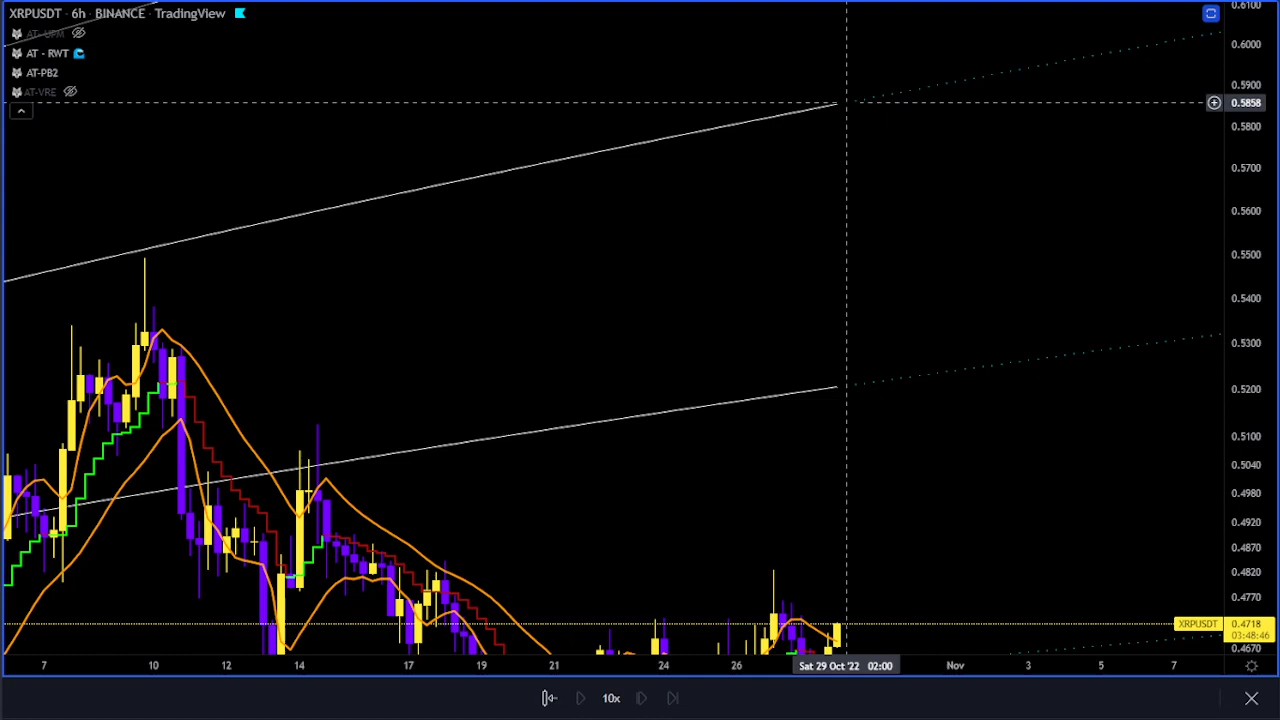 XRPUSDT · 6h · BINANCE · TradingView
AT- UPM
AT - RWT
AT-PB2
AT-VRE
0.6100
0.6000
0.5900
0.5858
0.5800
0.5700
0.5600
0.5500
0.5400
0.5300
0.5200
0.5100
0.5040
0.4980
0.4920
0.4870
0.4820
0.4770
XRPUSDT 0.4718
03:48:46
0.4670
7 10 12 14 17 19 21 24 26 Sat 29 Oct '22 02:00 Nov 3 5 7
10x